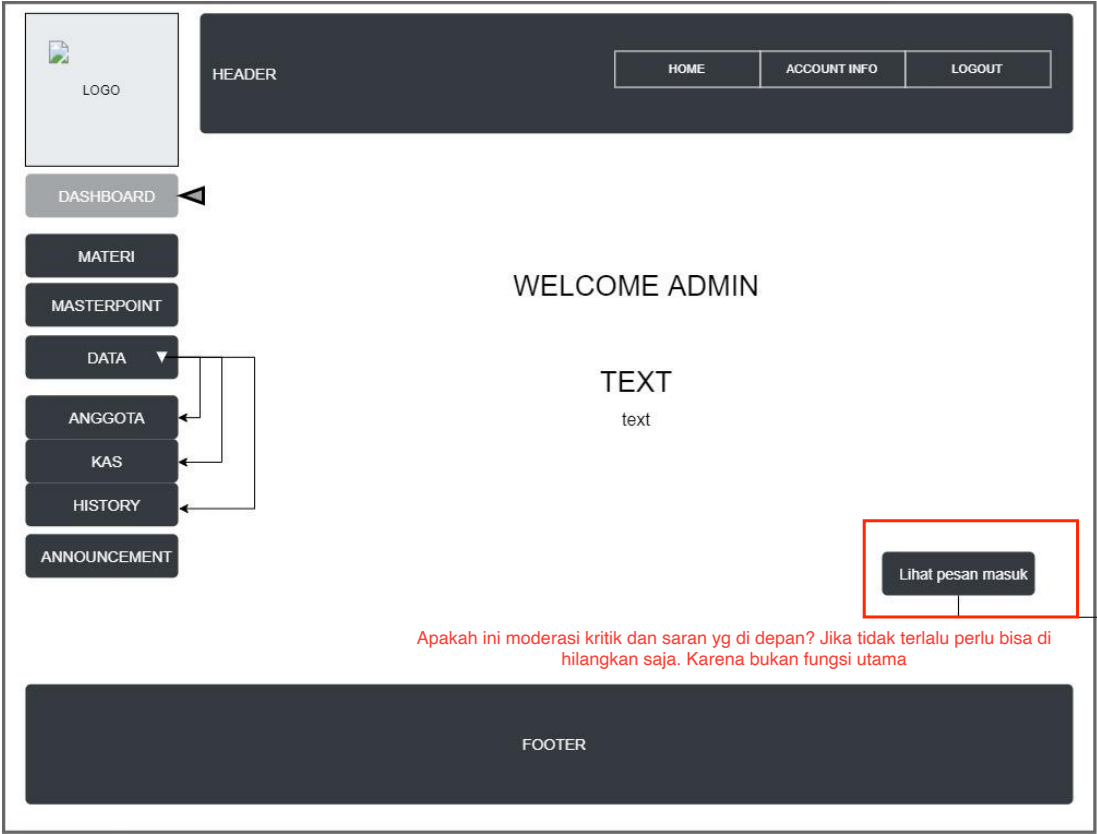 LOGO
HEADER
HOME
ACCOUNT INFO
LOGOUT
DASHBOARD
MATERI
MASTERPOINT
DATA
ANGGOTA
KAS
HISTORY
ANNOUNCEMENT
WELCOME ADMIN
TEXT
text
Lihat pesan masuk
Apakah ini moderasi kritik dan saran yg di depan? Jika tidak terlalu perlu bisa di
hilangkan saja. Karena bukan fungsi utama
FOOTER